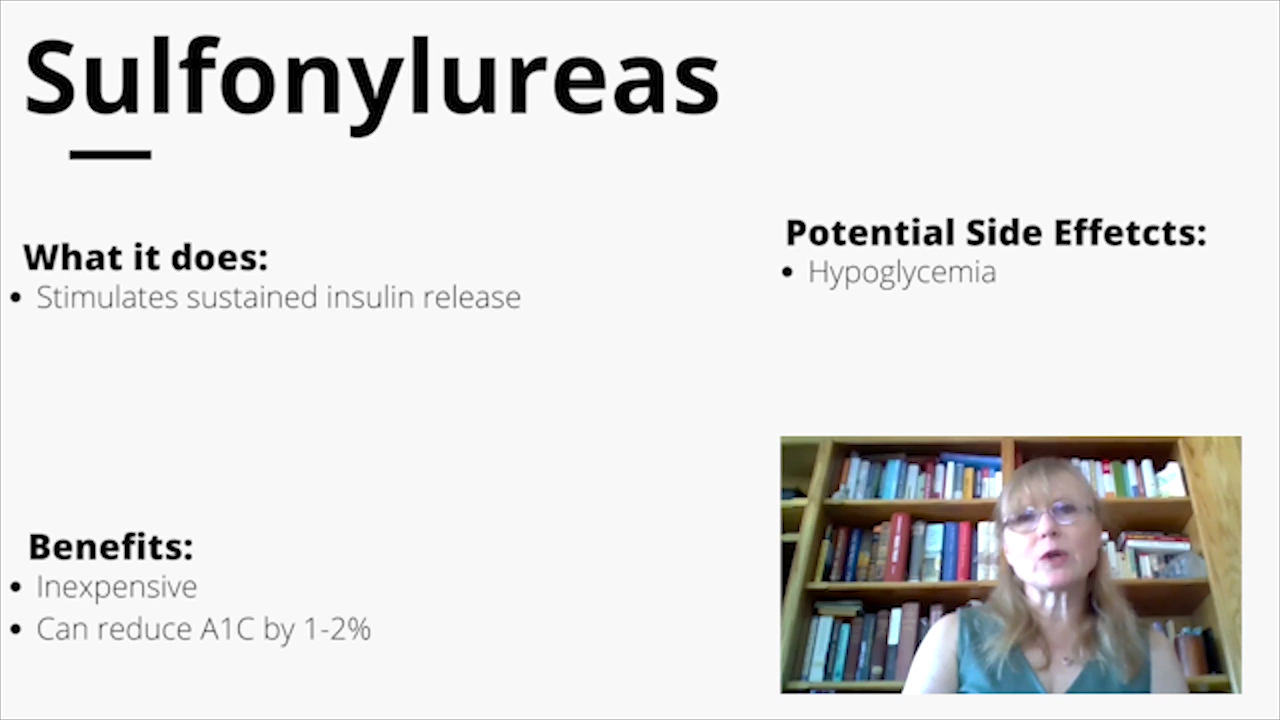 Sulfonylureas
What it does:
• Stimulates sustained insulin release
Benefits:
• Inexpensive
• Can reduce A1C by 1-2%
Potential Side Effetcts:
• Hypoglycemia